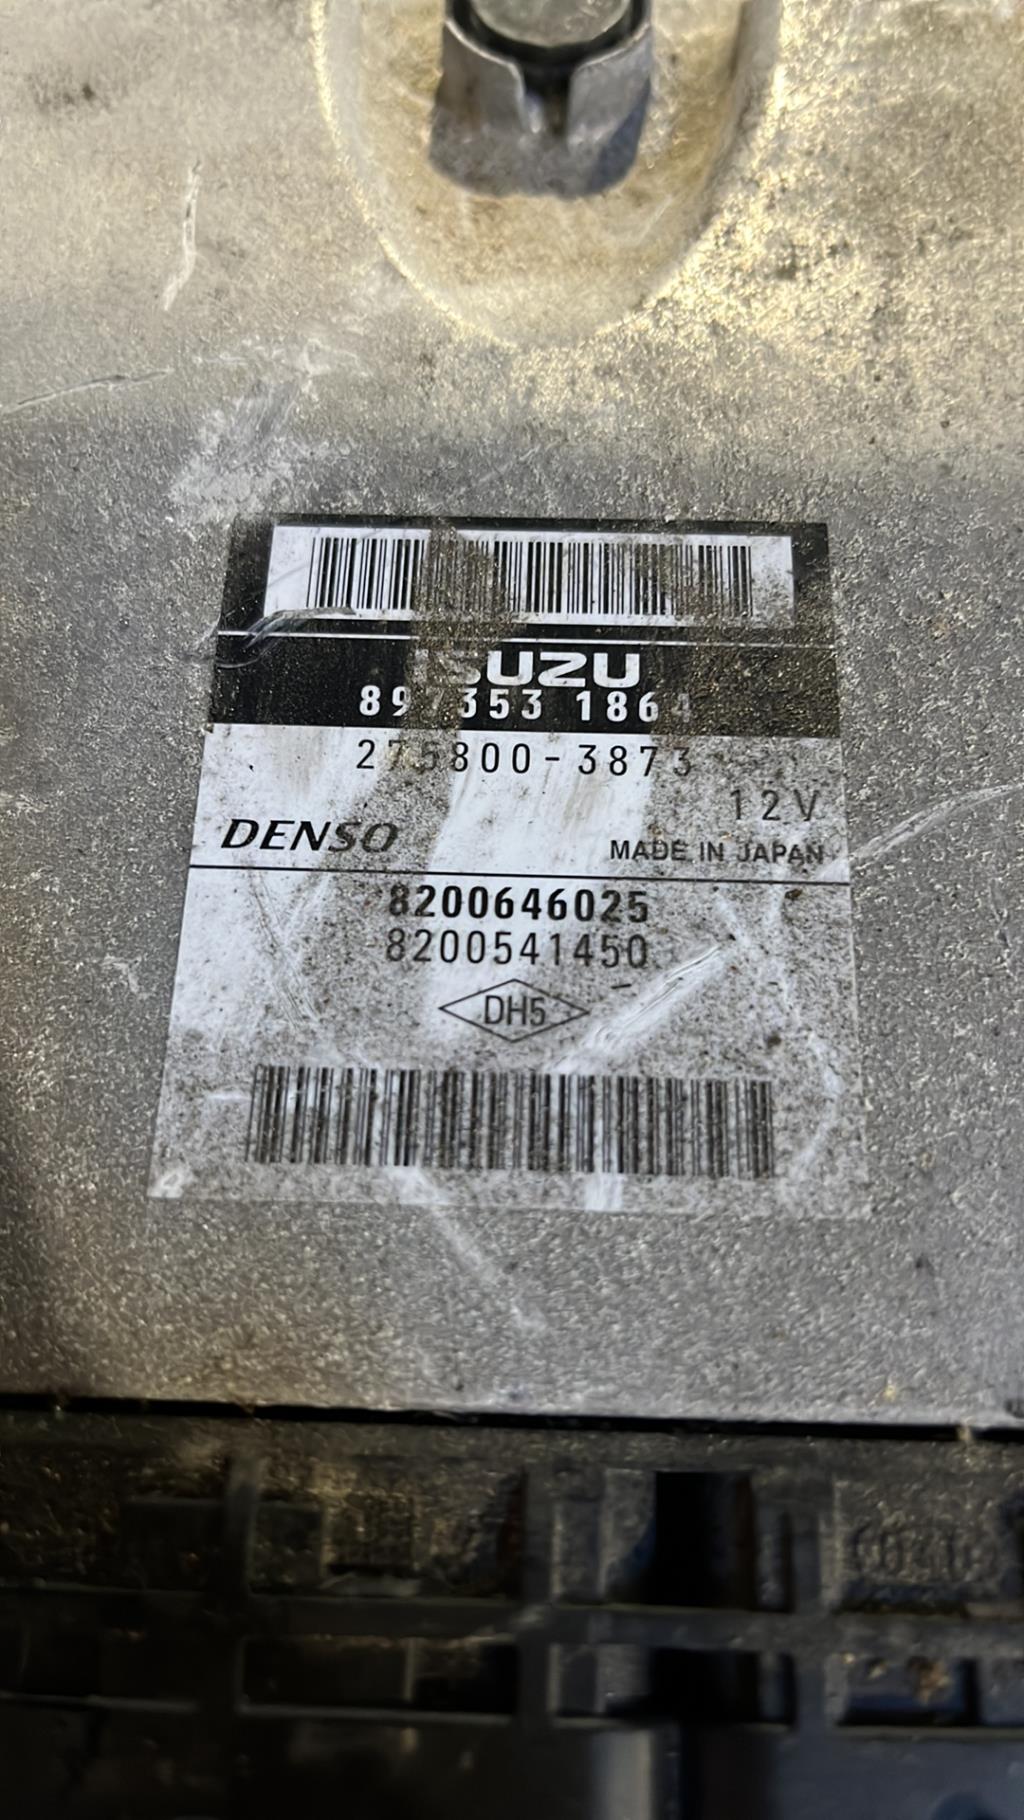 ISUZU
897353 1864
275800-3873
12V
DENSO
MADE IN JAPAN
8200646025
8200541450
DH5